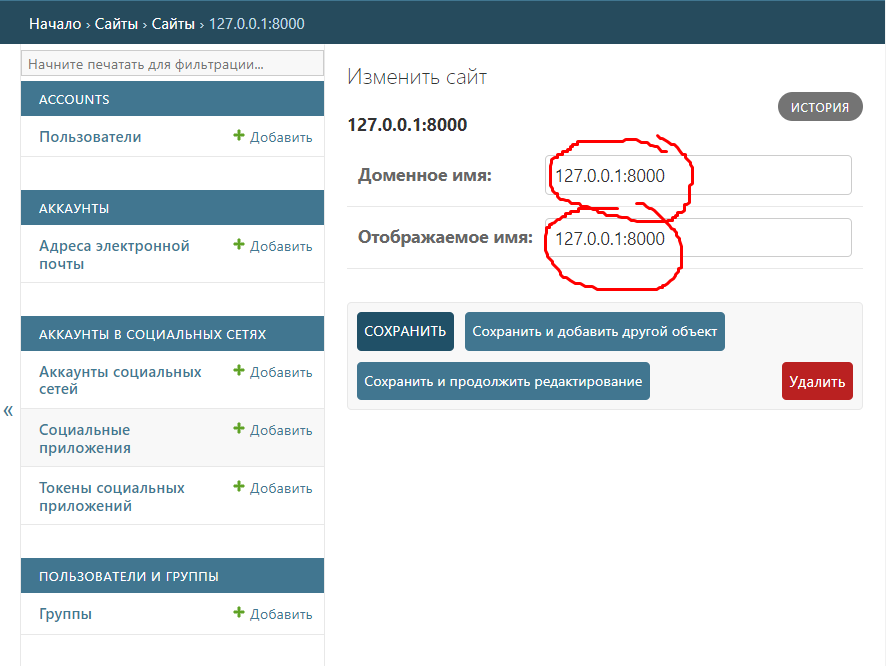 Начало › Сайты › Сайты › 127.0.0.1:8000
Начните печатать для фильтрации...
ACCOUNTS
Пользователи + Добавить
АККАУНТЫ
Адреса электронной почты + Добавить
АККАУНТЫ В СОЦИАЛЬНЫХ СЕТЯХ
Аккаунты социальных сетей + Добавить
Социальные приложения + Добавить
Токены социальных приложений + Добавить
ПОЛЬЗОВАТЕЛИ И ГРУППЫ
Группы + Добавить
«
Изменить сайт
ИСТОРИЯ
127.0.0.1:8000
Доменное имя: 127.0.0.1:8000
Отображаемое имя: 127.0.0.1:8000
СОХРАНИТЬ Сохранить и добавить другой объект
Сохранить и продолжить редактирование Удалить